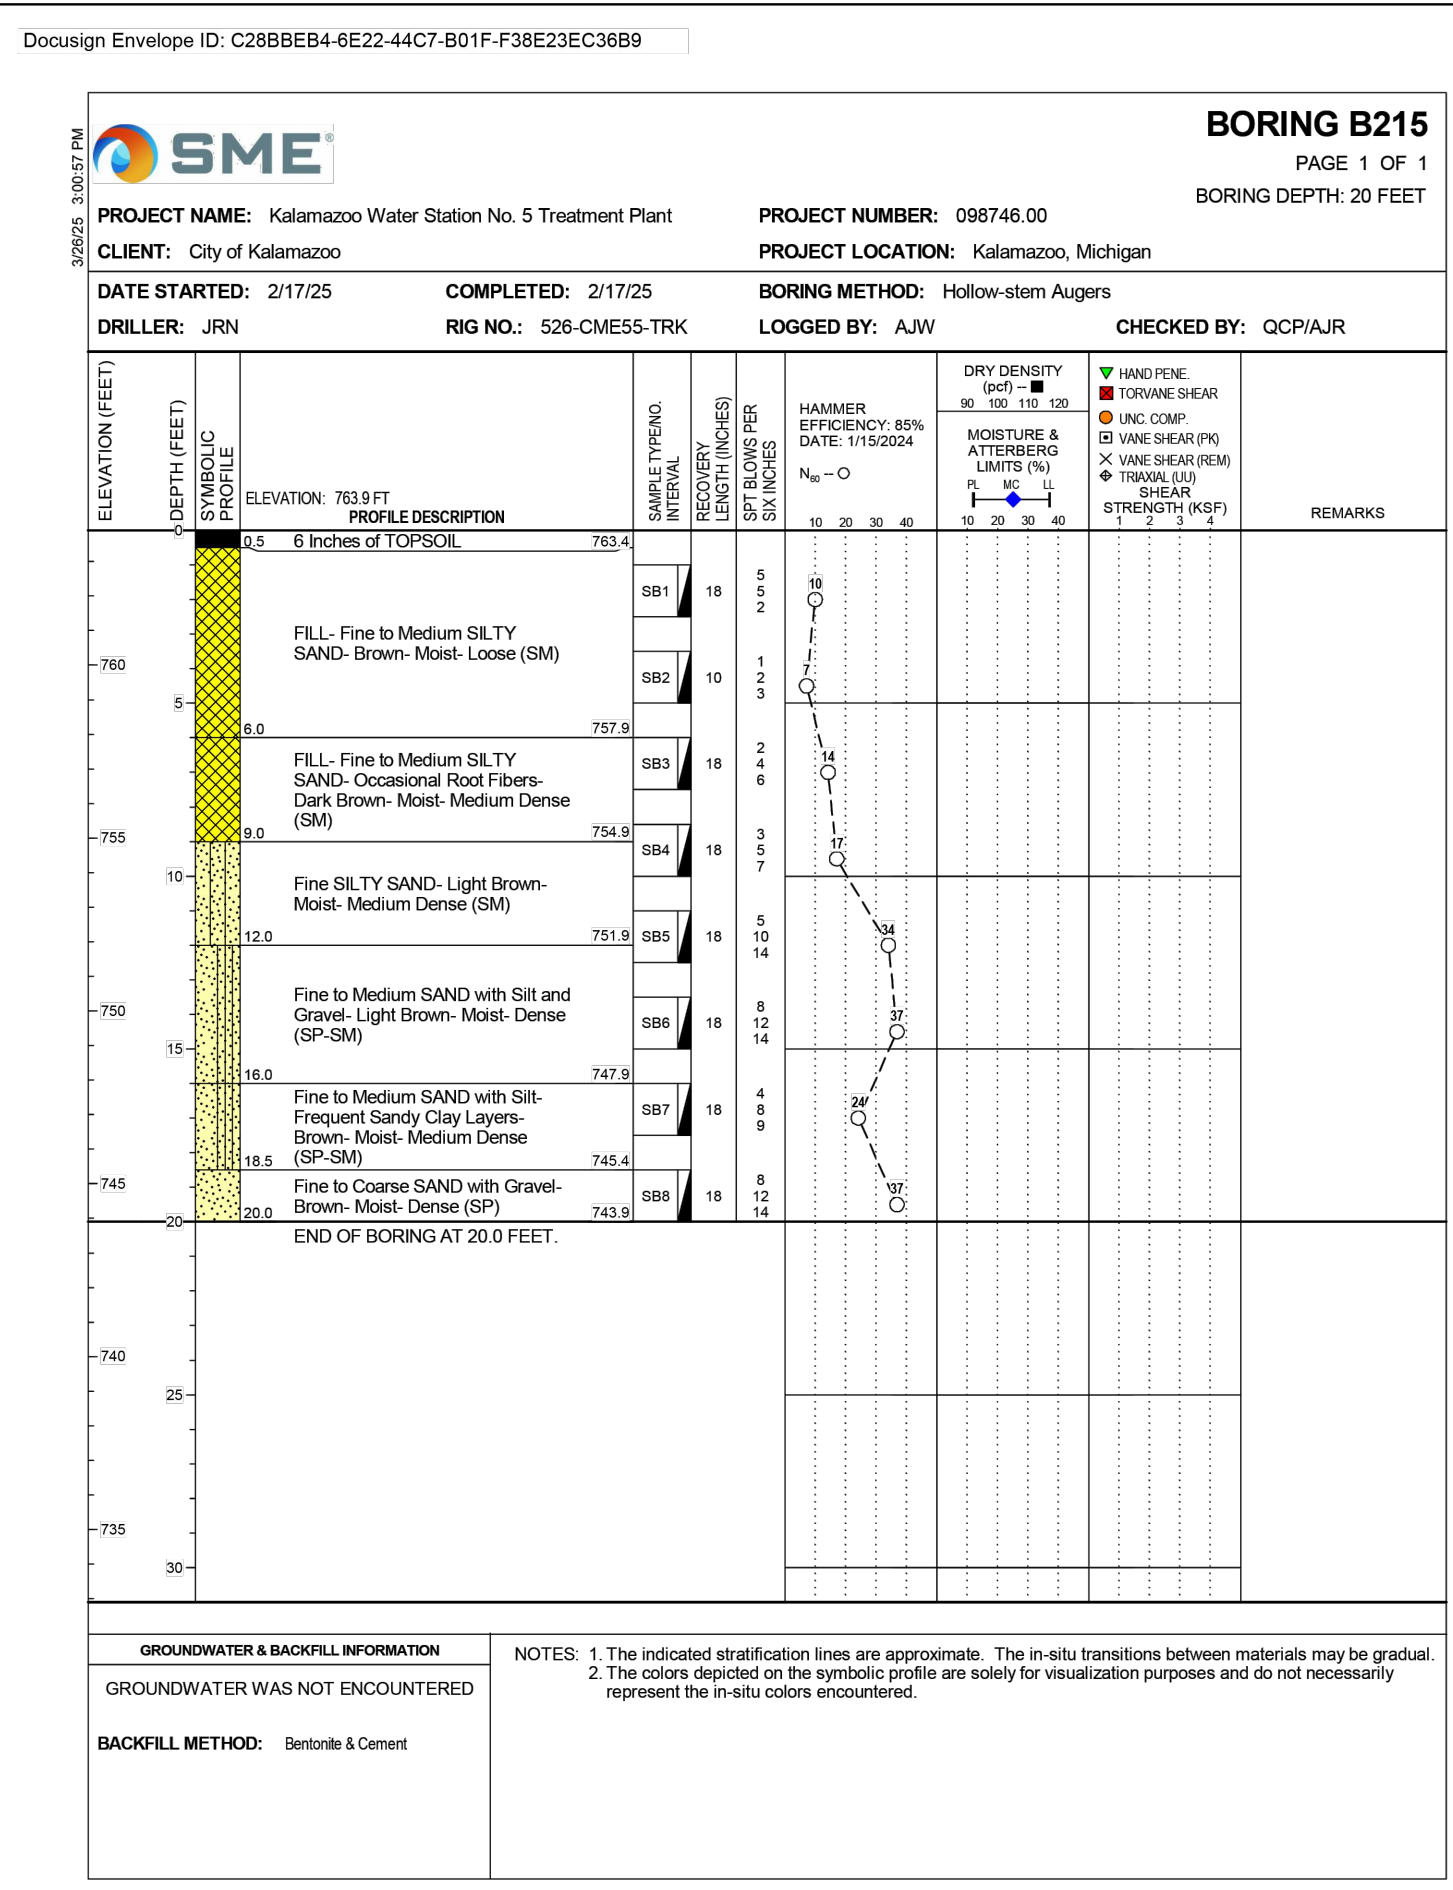 Docusign Envelope ID: C28BBEB4-6E22-44C7-B01F-F38E23EC36B9
3/26/25 3:00:57 PM
SME®
BORING B215
PAGE 1 OF 1
BORING DEPTH: 20 FEET
PROJECT NAME: Kalamazoo Water Station No. 5 Treatment Plant
PROJECT NUMBER: 098746.00
CLIENT: City of Kalamazoo
PROJECT LOCATION: Kalamazoo, Michigan
DATE STARTED: 2/17/25
COMPLETED: 2/17/25
BORING METHOD: Hollow-stem Augers
DRILLER: JRN
RIG NO.: 526-CME55-TRK
LOGGED BY: AJW
CHECKED BY: QCP/AJR
ELEVATION (FEET)
DEPTH (FEET)
SYMBOLIC
PROFILE
ELEVATION: 763.9 FT
PROFILE DESCRIPTION
SAMPLE TYPE/NO.
INTERVAL
RECOVERY
LENGTH (INCHES)
SPT BLOWS PER
SIX INCHES
HAMMER
EFFICIENCY: 85%
DATE: 1/15/2024
N60 --
10 20 30 40
DRY DENSITY
(pcf) --
90 100 110 120
MOISTURE &
ATTERBERG
LIMITS (%)
PL MC LL
10 20 30 40
HAND PENE.
TORVANE SHEAR
UNC. COMP.
VANE SHEAR (PK)
VANE SHEAR (REM)
TRIAXIAL (UU)
SHEAR
STRENGTH (KSF)
1 2 3 4
REMARKS
0
0.5 6 Inches of TOPSOIL 763.4
SB1 18
5
5
2
10
FILL- Fine to Medium SILTY
SAND- Brown- Moist- Loose (SM)
760
SB2 10
1
2
3
7
5
6.0 757.9
FILL- Fine to Medium SILTY
SAND- Occasional Root Fibers-
Dark Brown- Moist- Medium Dense
(SM)
SB3 18
2
4
6
14
9.0 754.9
755
SB4 18
3
5
7
17
10
Fine SILTY SAND- Light Brown-
Moist- Medium Dense (SM)
12.0 751.9
SB5 18
5
10
14
34
Fine to Medium SAND with Silt and
Gravel- Light Brown- Moist- Dense
(SP-SM)
750
SB6 18
8
12
14
37
15
16.0 747.9
Fine to Medium SAND with Silt-
Frequent Sandy Clay Layers-
Brown- Moist- Medium Dense
(SP-SM)
SB7 18
4
8
9
24
18.5 745.4
745
Fine to Coarse SAND with Gravel-
Brown- Moist- Dense (SP)
SB8 18
8
12
14
37
20.0 743.9
20
END OF BORING AT 20.0 FEET.
740
25
735
30
GROUNDWATER & BACKFILL INFORMATION
GROUNDWATER WAS NOT ENCOUNTERED
BACKFILL METHOD: Bentonite & Cement
NOTES: 1. The indicated stratification lines are approximate. The in-situ transitions between materials may be gradual.
2. The colors depicted on the symbolic profile are solely for visualization purposes and do not necessarily
represent the in-situ colors encountered.